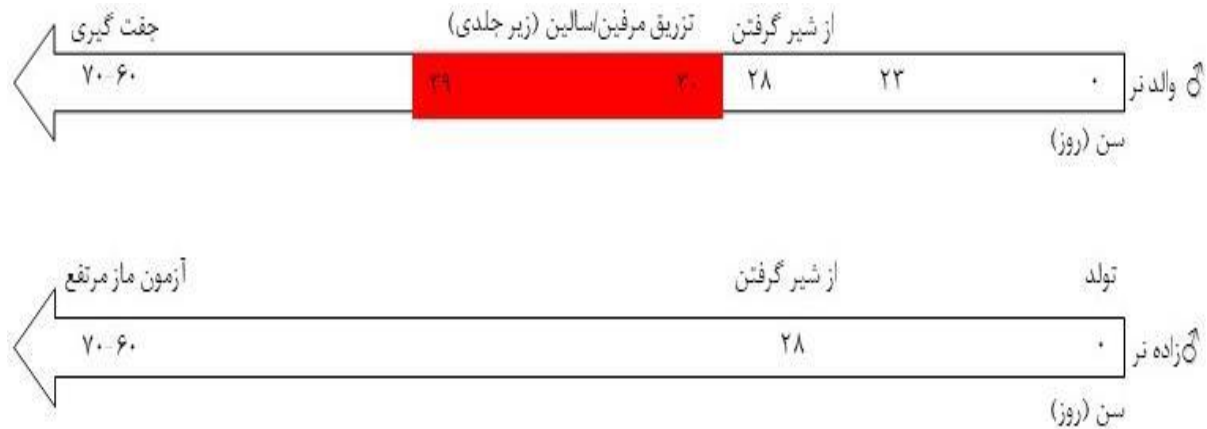 از شیر گرفتن تزریق مرفین/سالین (زیر جلدی) جفت گیری
♂ والد نر ۰ ۲۳ ۲۸ ۳۰ ۳۹ ۶۰-۷۰
سن (روز)
تولد از شیر گرفتن آزمون ماز مرتفع
♂زاده نر ۰ ۲۸ ۶۰-۷۰
سن (روز)